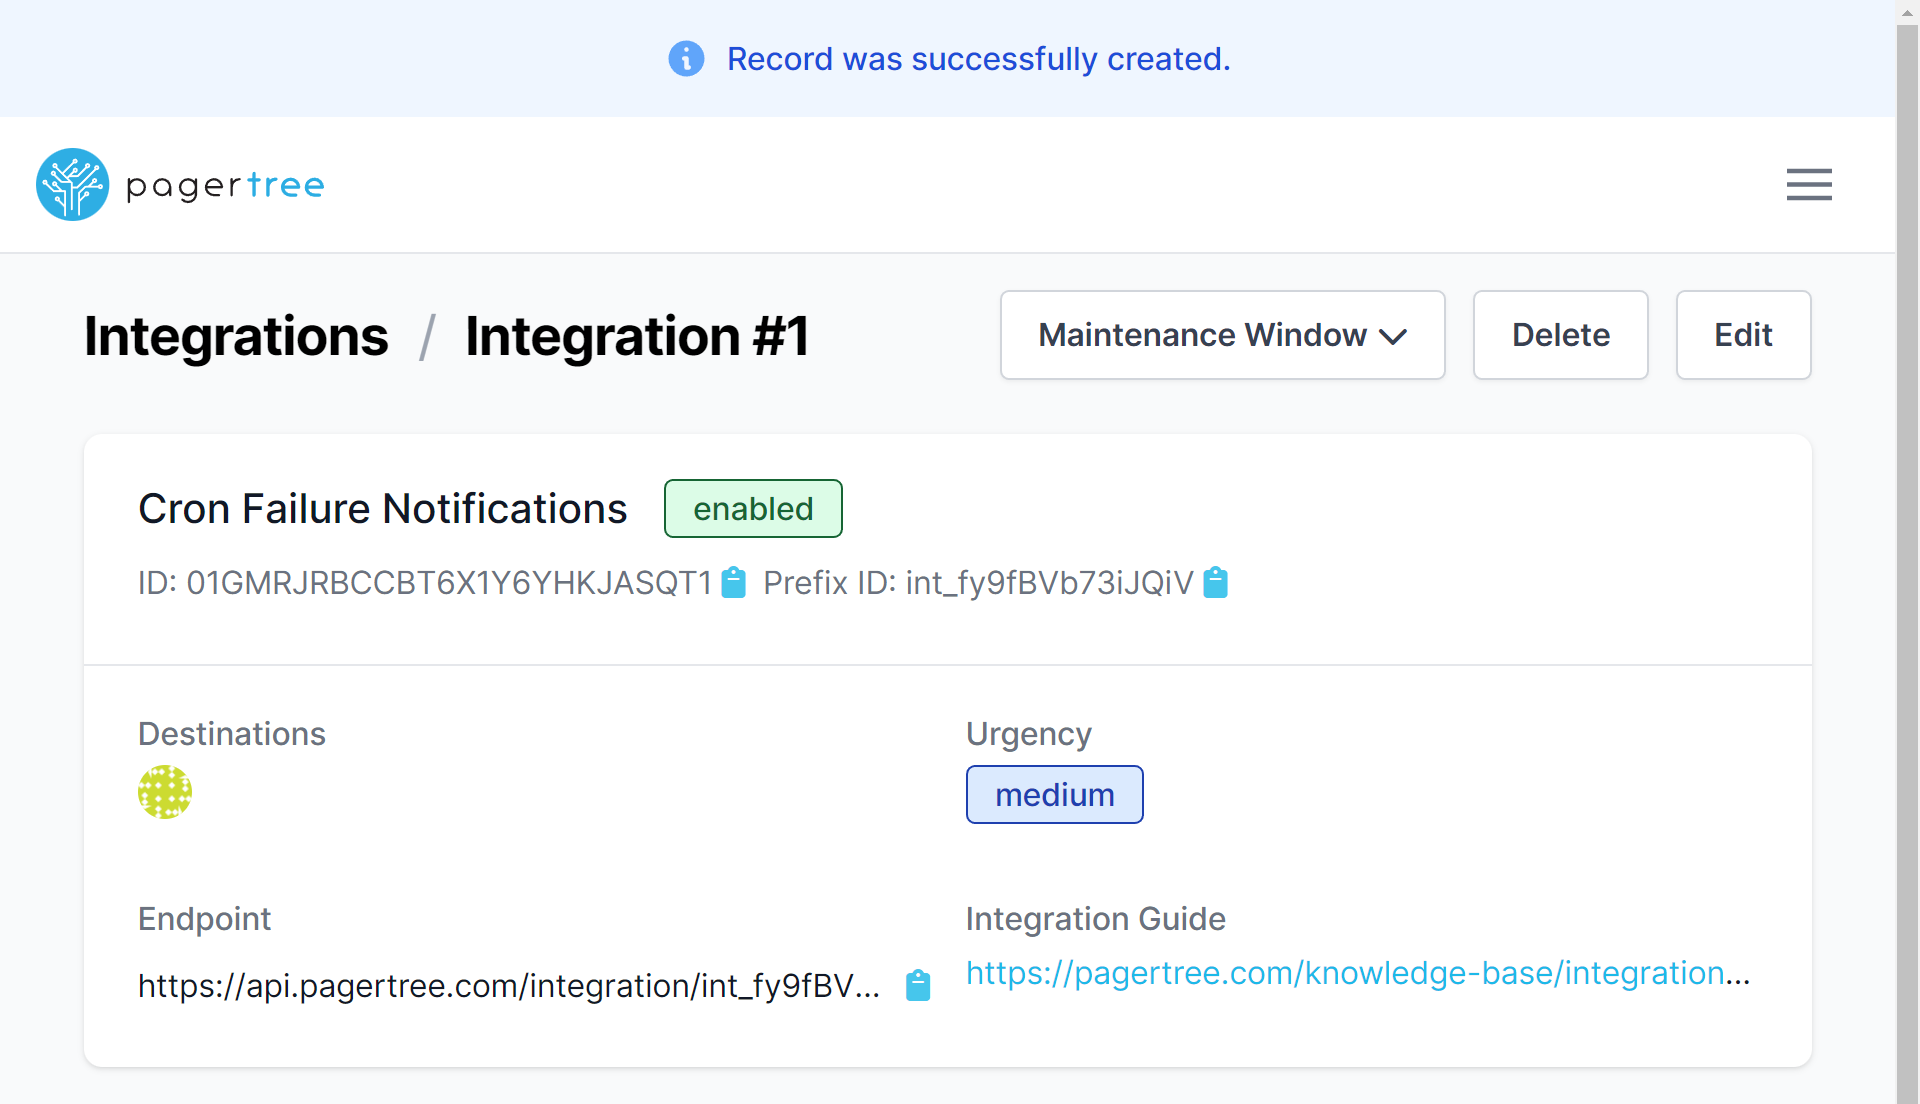 Record was successfully created.
pagertree
Integrations / Integration #1
Maintenance Window
Delete
Edit
Cron Failure Notifications
enabled
ID: 01GMRJRBCCBT6X1Y6YHKJASQT1 Prefix ID: int_fy9fBVb73iJQiV
Destinations
Urgency
medium
Endpoint
Integration Guide
https://api.pagertree.com/integration/int_fy9fBV...
https://pagertree.com/knowledge-base/integration...